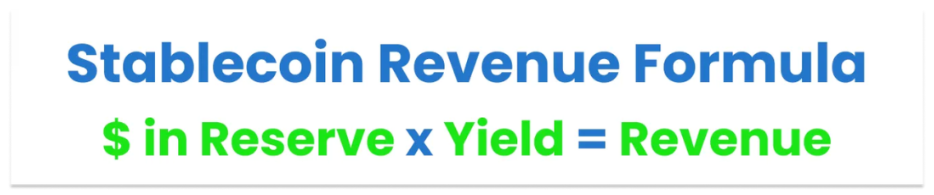 Stablecoin Revenue Formula
$ in Reserve x Yield = Revenue